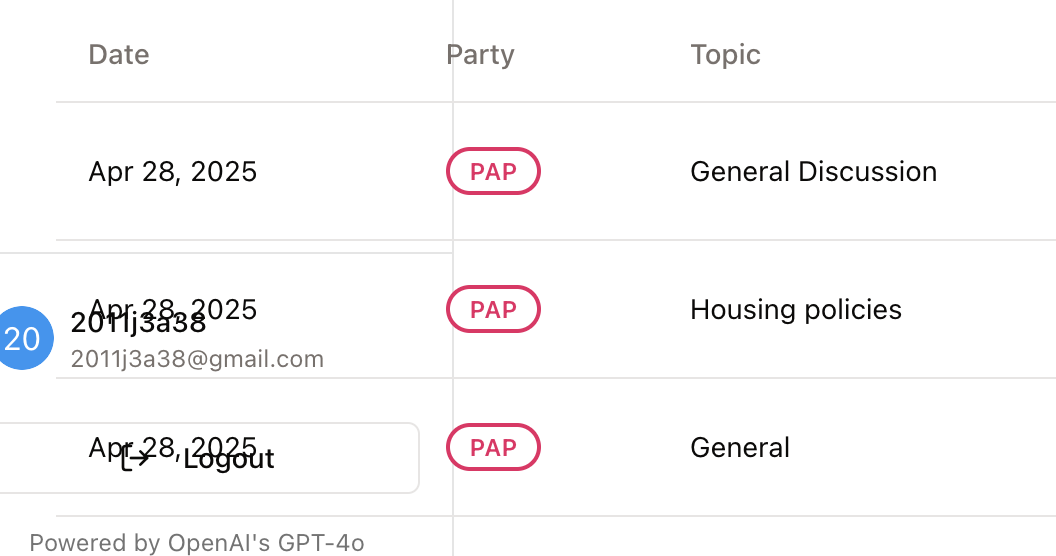 Date Party Topic
Apr 28, 2025 PAP General Discussion
Apr 28, 2025 PAP Housing policies
20 2011j3a38
2011j3a38@gmail.com
Apr 28, 2025 PAP General
Logout
Powered by OpenAI's GPT-4o